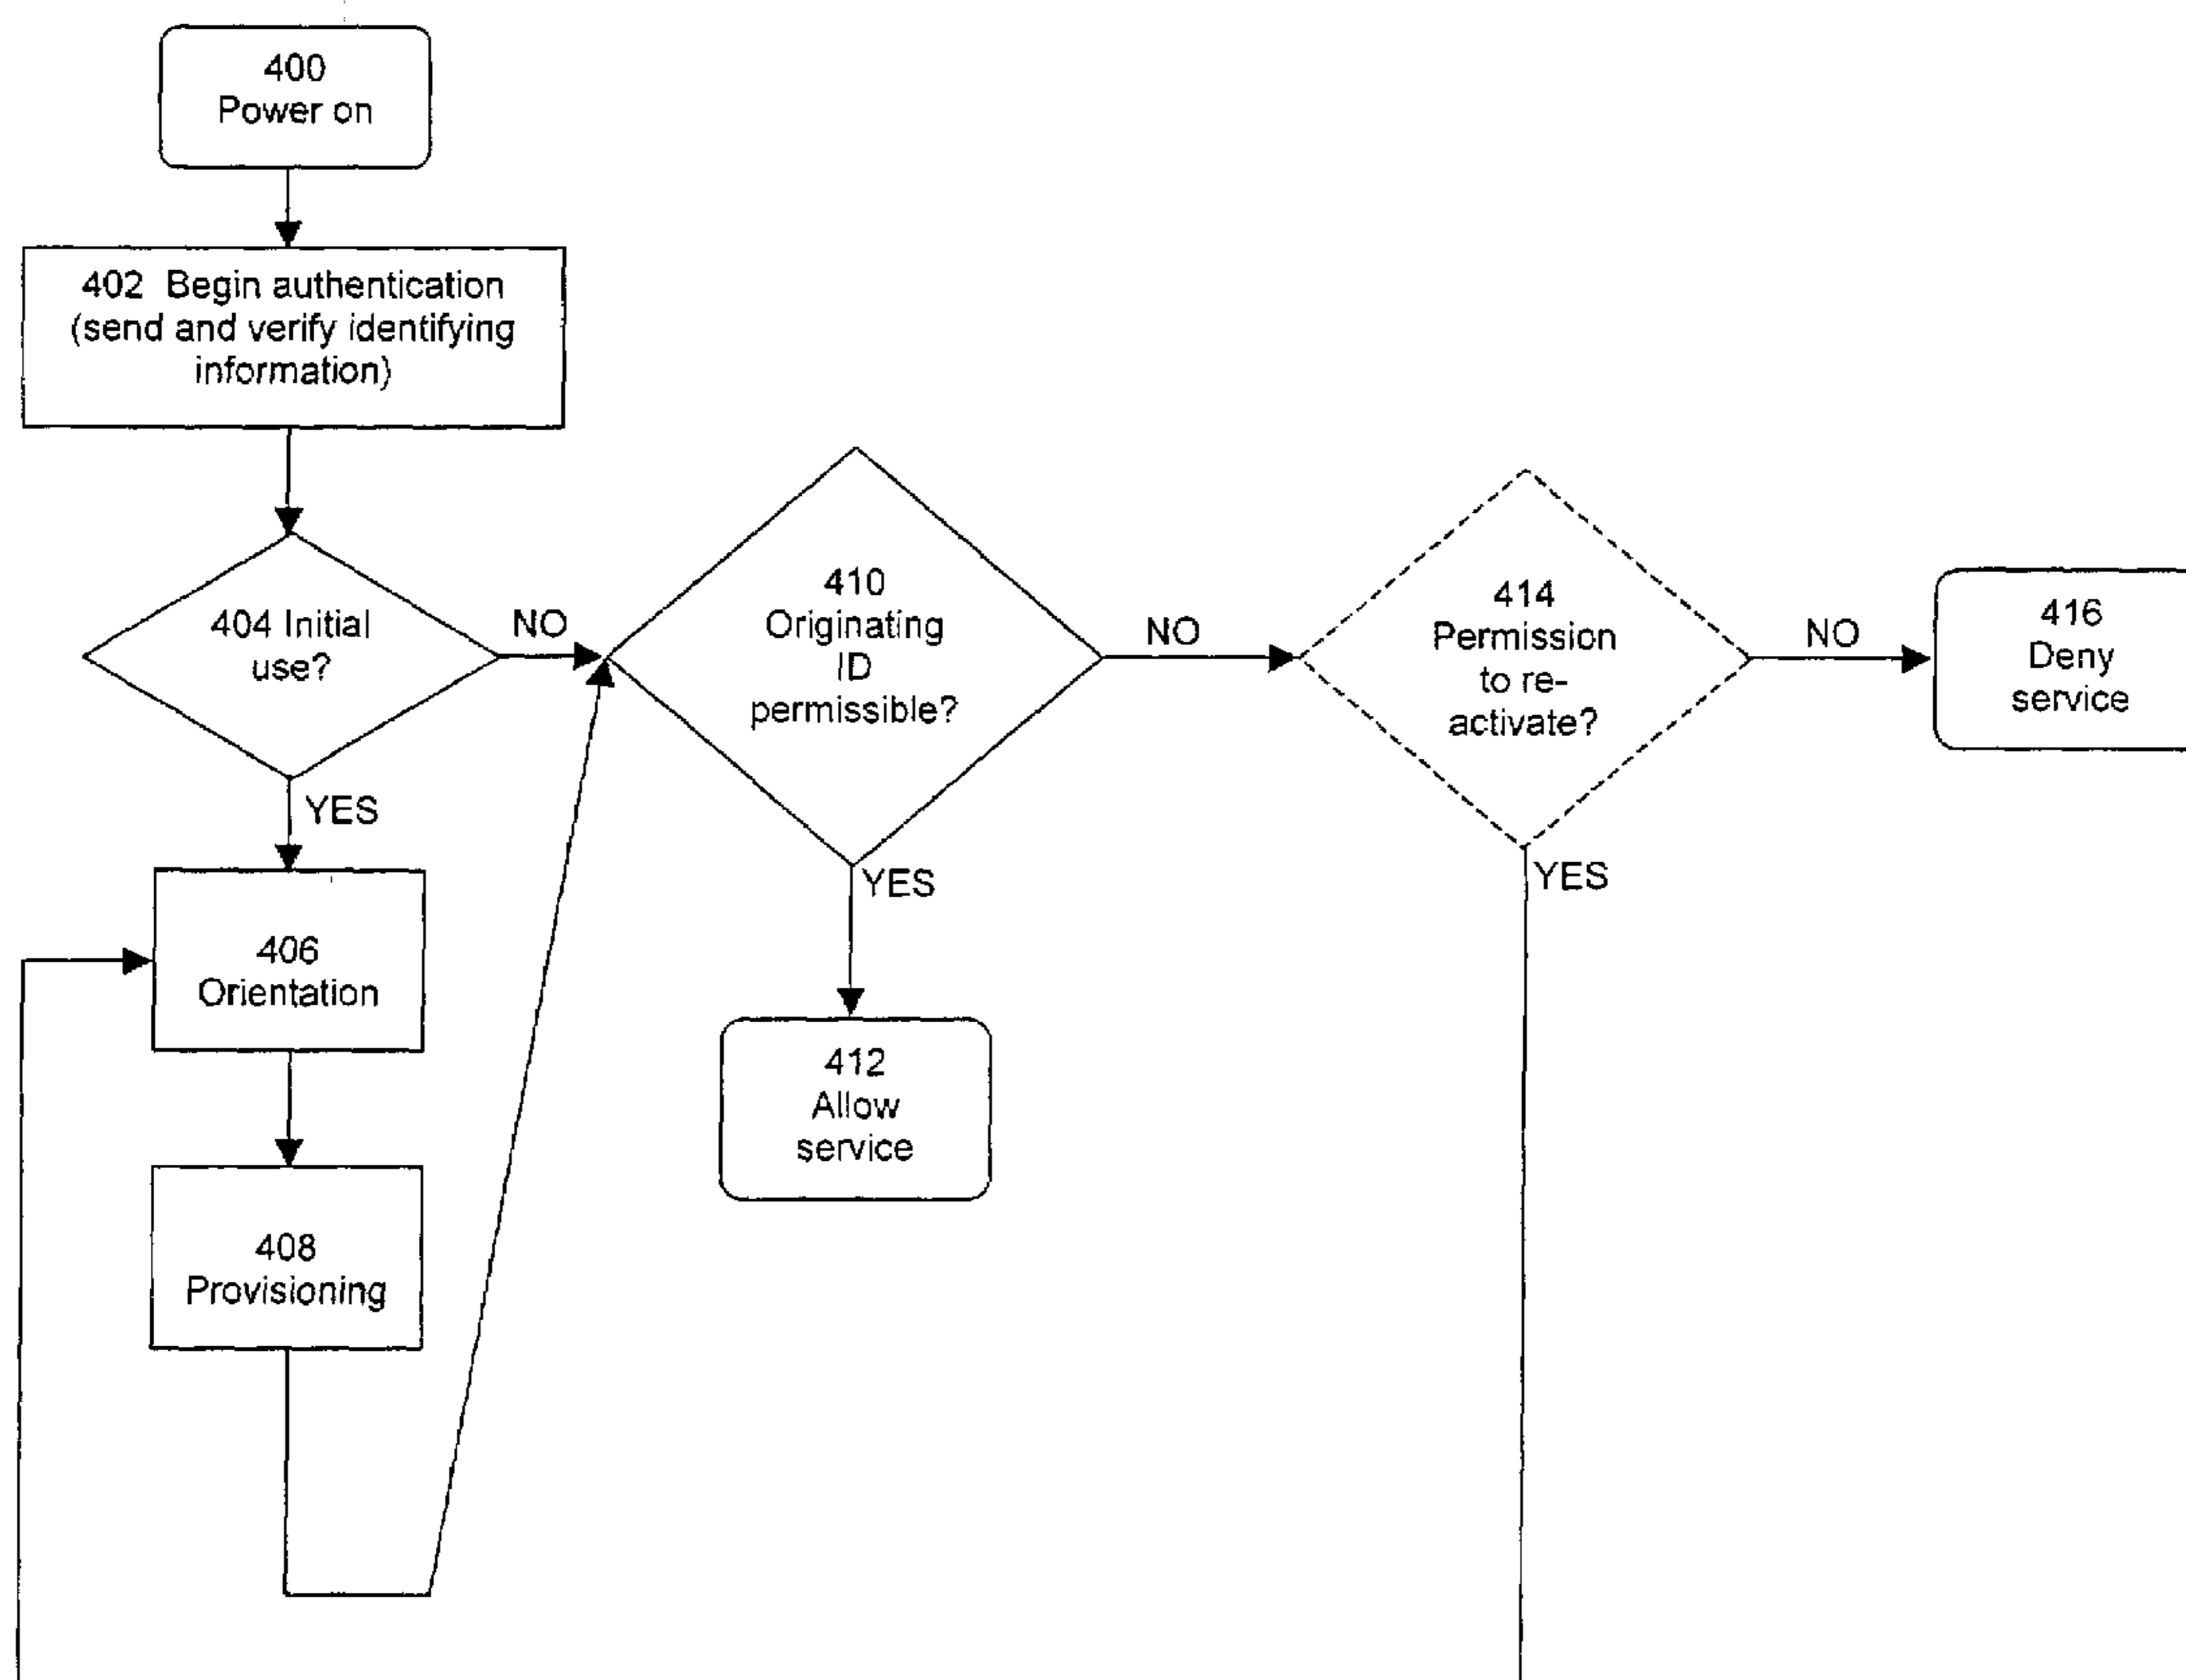 400
Power on
402 Begin authentication
(send and verify identifying
information)
404 Initial
use?
NO
YES
406
Orientation
408
Provisioning
410
Originating
ID
permissible?
NO
YES
412
Allow
service
414
Permission
to re-
activate?
NO
YES
416
Deny
service